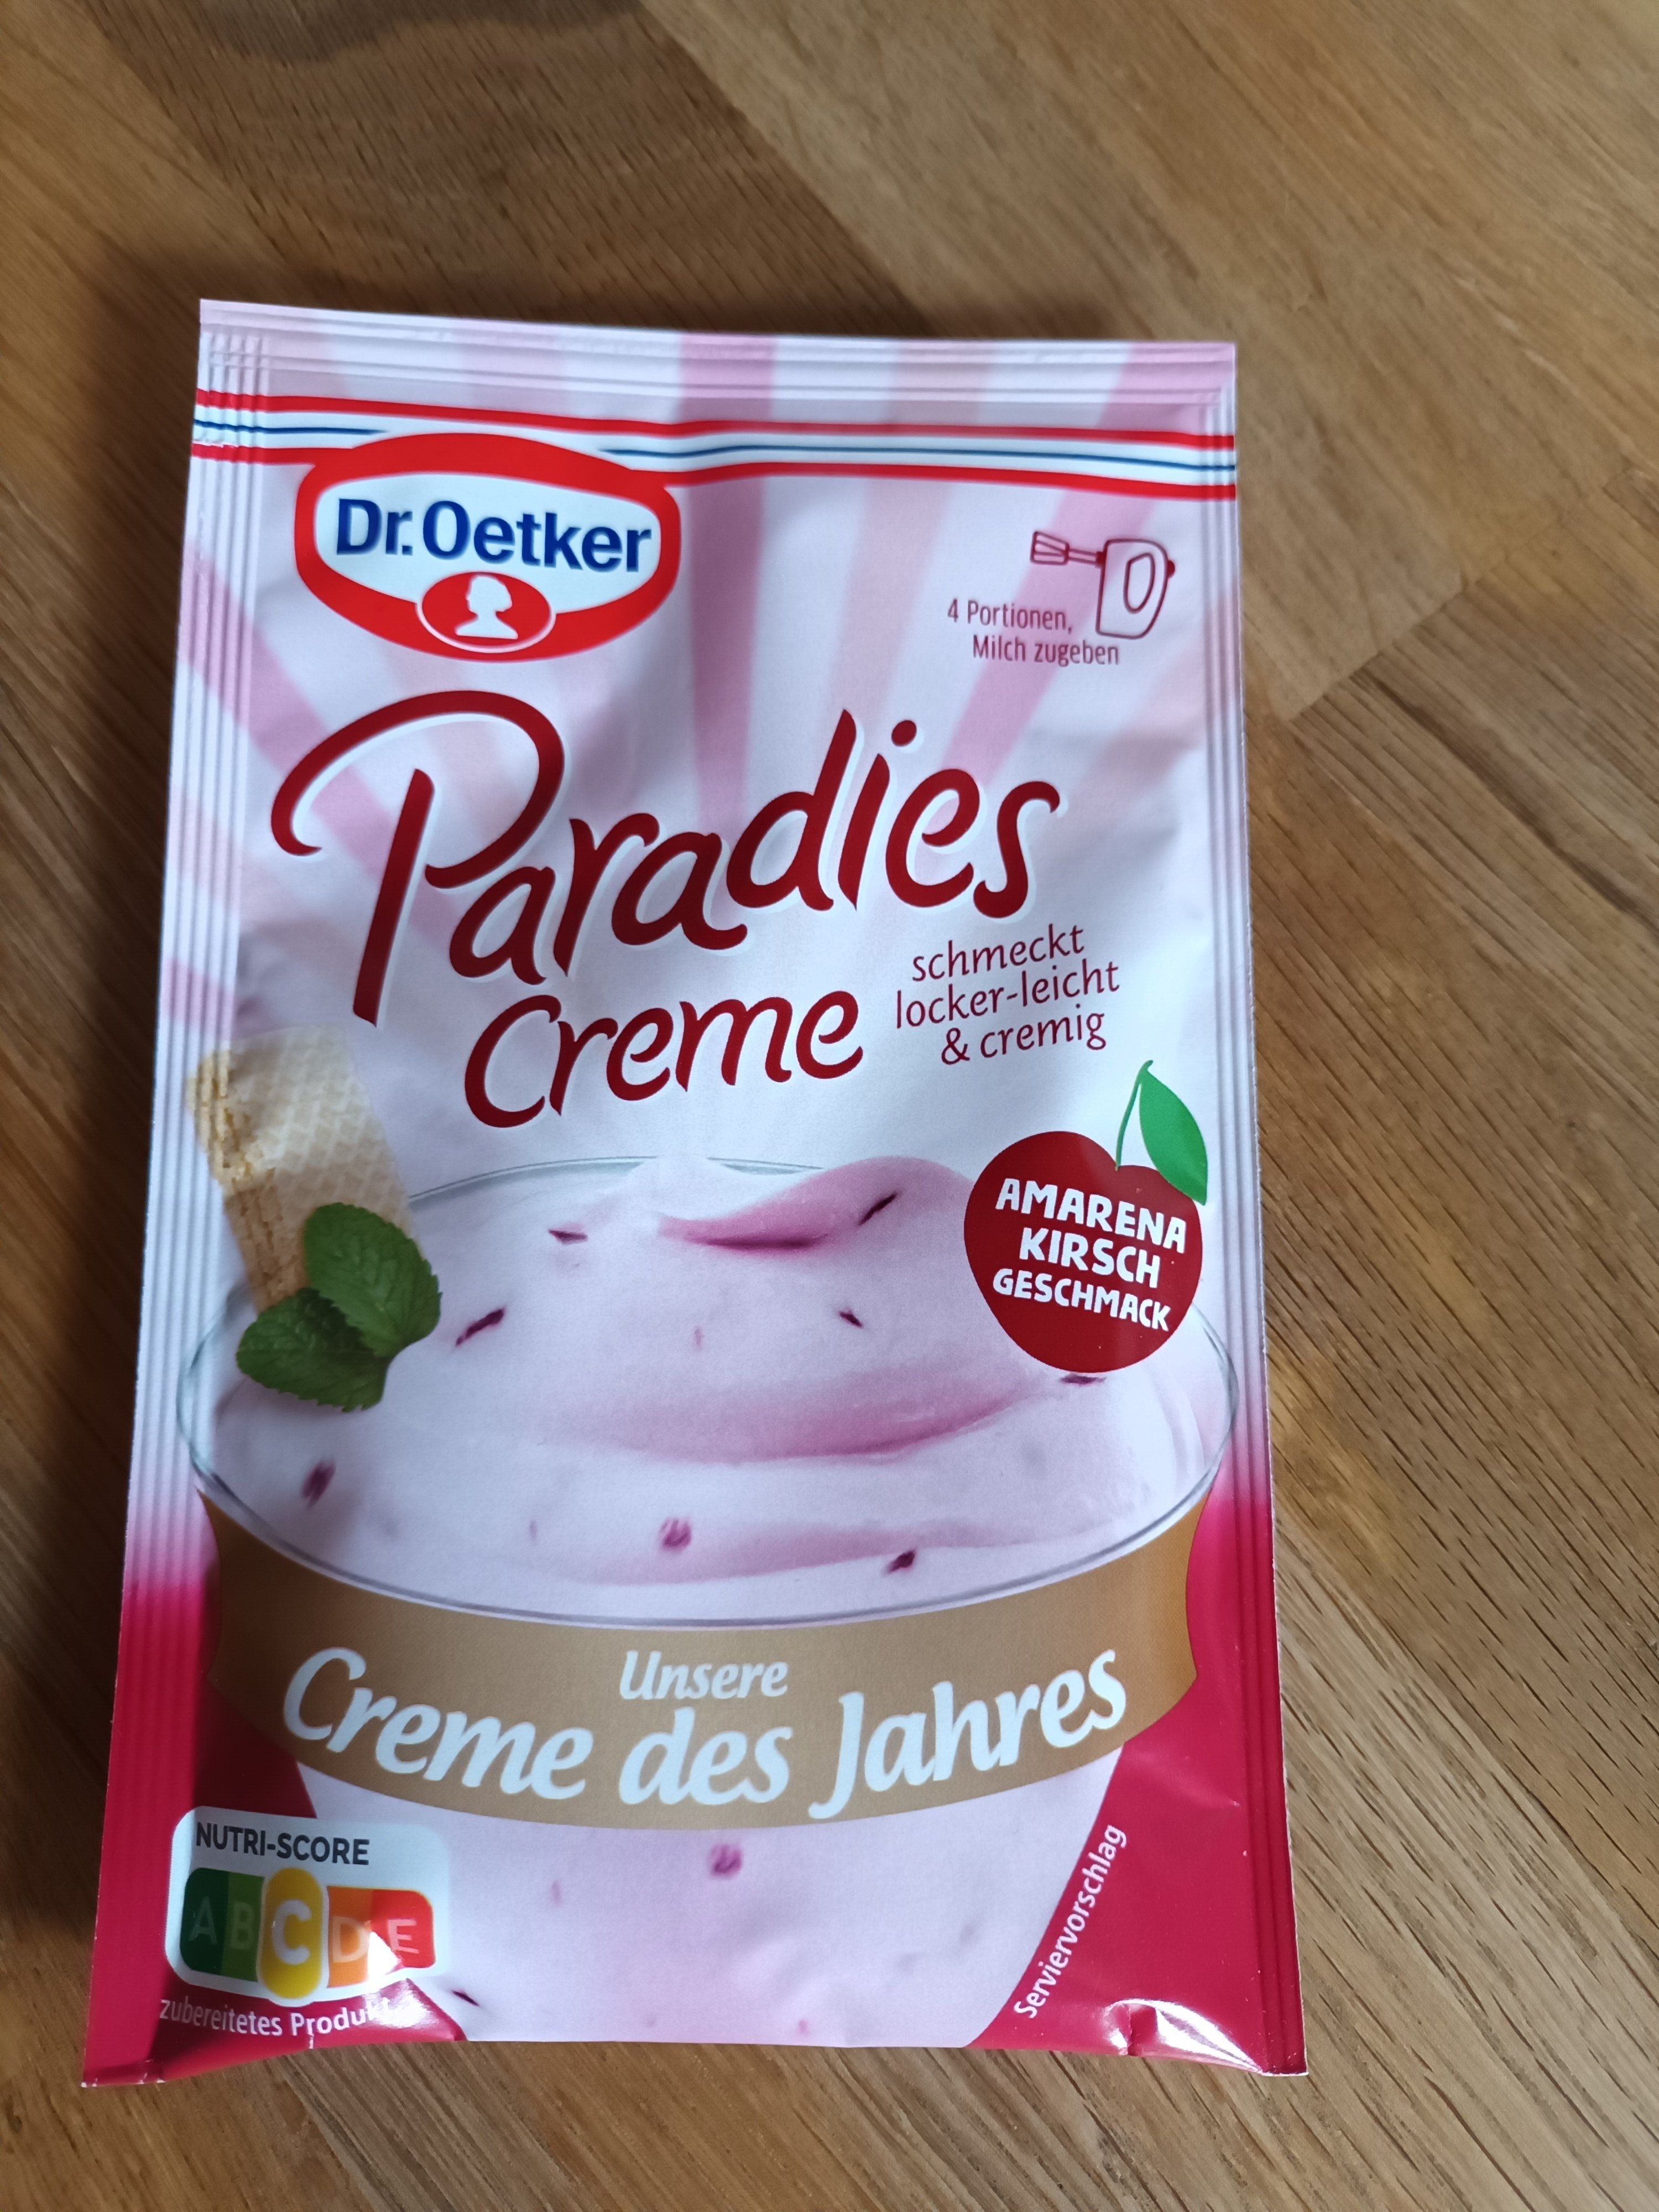 Dr. Oetker
4 Portionen,
Milch zugeben
Paradies
Creme
schmeckt
locker-leicht
& cremig
AMARENA
KIRSCH
GESCHMACK
Unsere
Creme des Jahres
NUTRI-SCORE
A B C D E
zubereitetes Produkt
Serviervorschlag